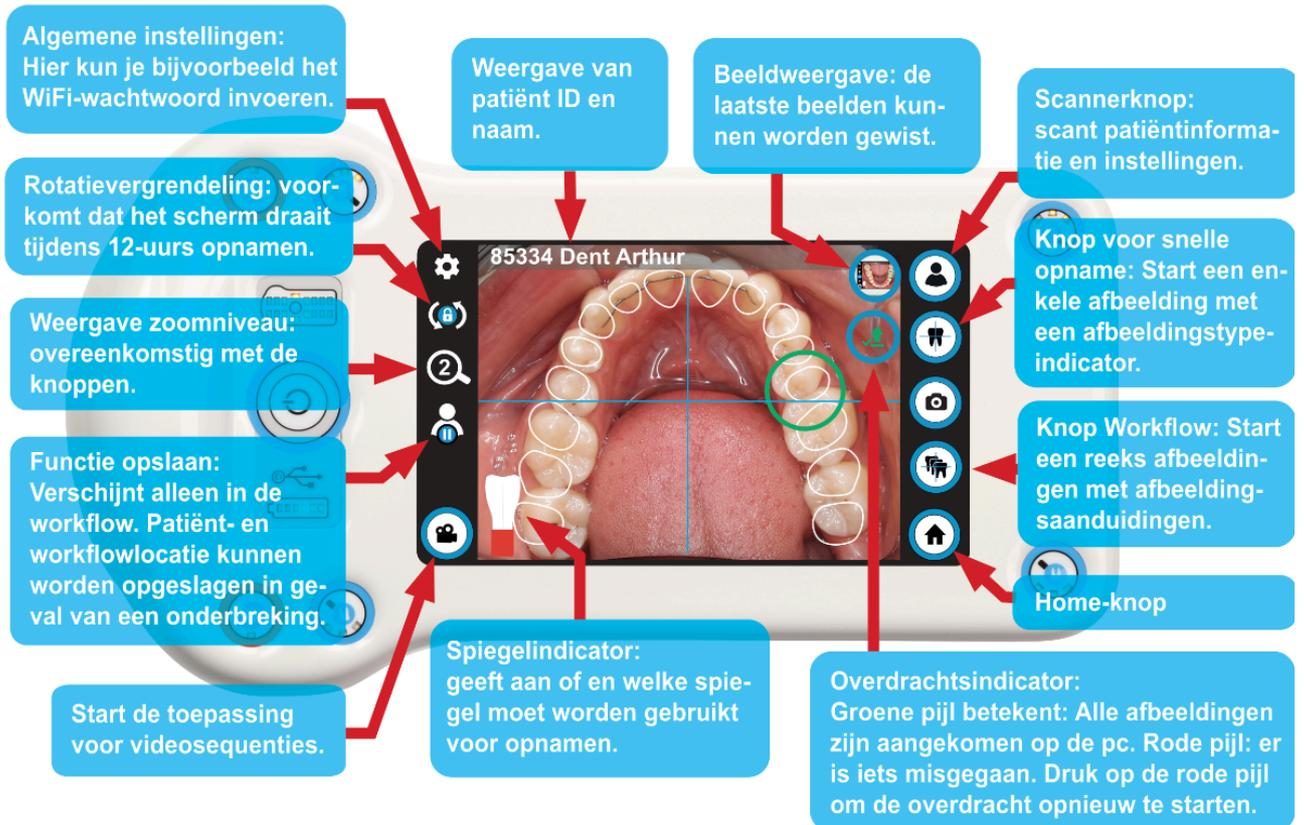 Algemene instellingen:
Hier kun je bijvoorbeeld het
WiFi-wachtwoord invoeren.
Weergave van
patiënt ID en
naam.
Beeldweergave: de
laatste beelden kun-
nen worden gewist.
Scannerknop:
scant patiëntinforma-
tie en instellingen.
Rotatievergrendeling: voor-
komt dat het scherm draait
tijdens 12-uurs opnamen.
Knop voor snelle
opname: Start een en-
kele afbeelding met
een afbeeldingstype-
indicator.
85334 Dent Arthur
Weergave zoomniveau:
overeenkomstig met de
knoppen.
2
Functie opslaan:
Verschijnt alleen in de
workflow. Patiënt- en
workflowlocatie kunnen
worden opgeslagen in ge-
val van een onderbreking.
Knop Workflow: Start
een reeks afbeeldin-
gen met afbeelding-
saanduidingen.
Home-knop
Start de toepassing
voor videosequenties.
Spiegelindicator:
geeft aan of en welke spie-
gel moet worden gebruikt
voor opnamen.
Overdrachtsindicator:
Groene pijl betekent: Alle afbeeldingen
zijn aangekomen op de pc. Rode pijl: er
is iets misgegaan. Druk op de rode pijl
om de overdracht opnieuw te starten.